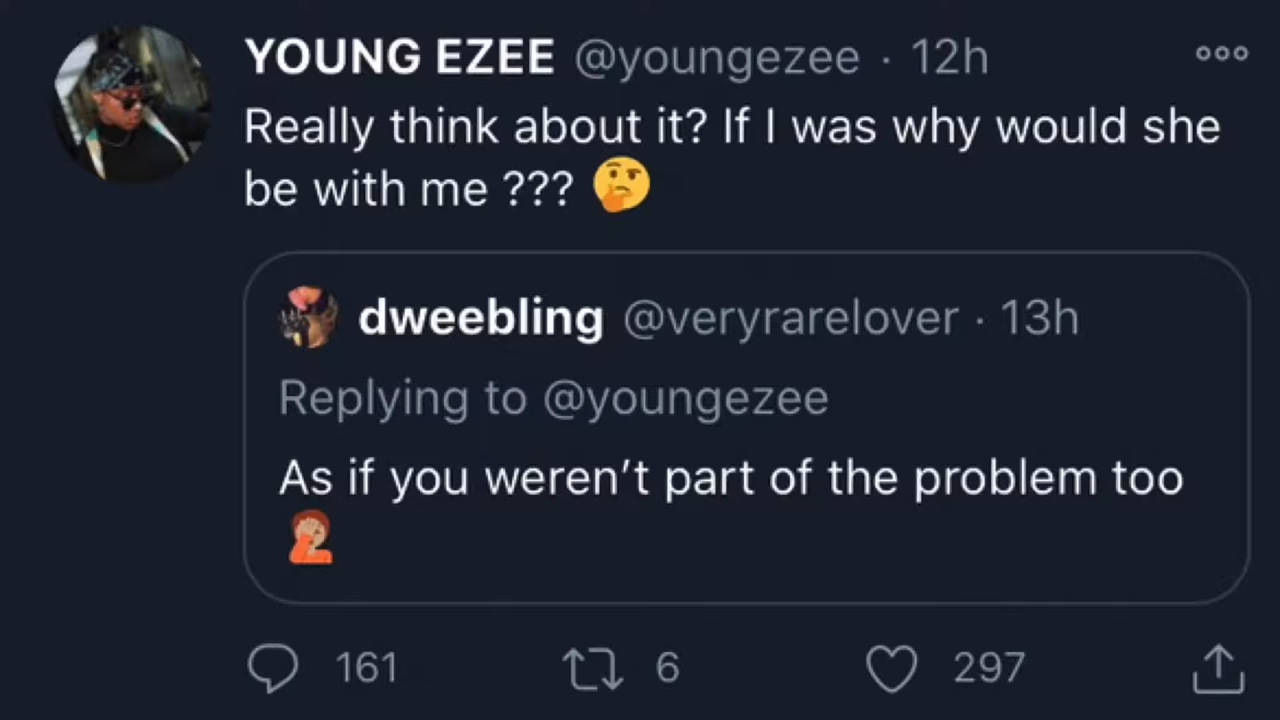 YOUNG EZEE @youngezee · 12h
Really think about it? If I was why would she
be with me ??? 🤔
dweebling @veryrarelover · 13h
Replying to @youngezee
As if you weren’t part of the problem too
🤦🏽
161 6 297